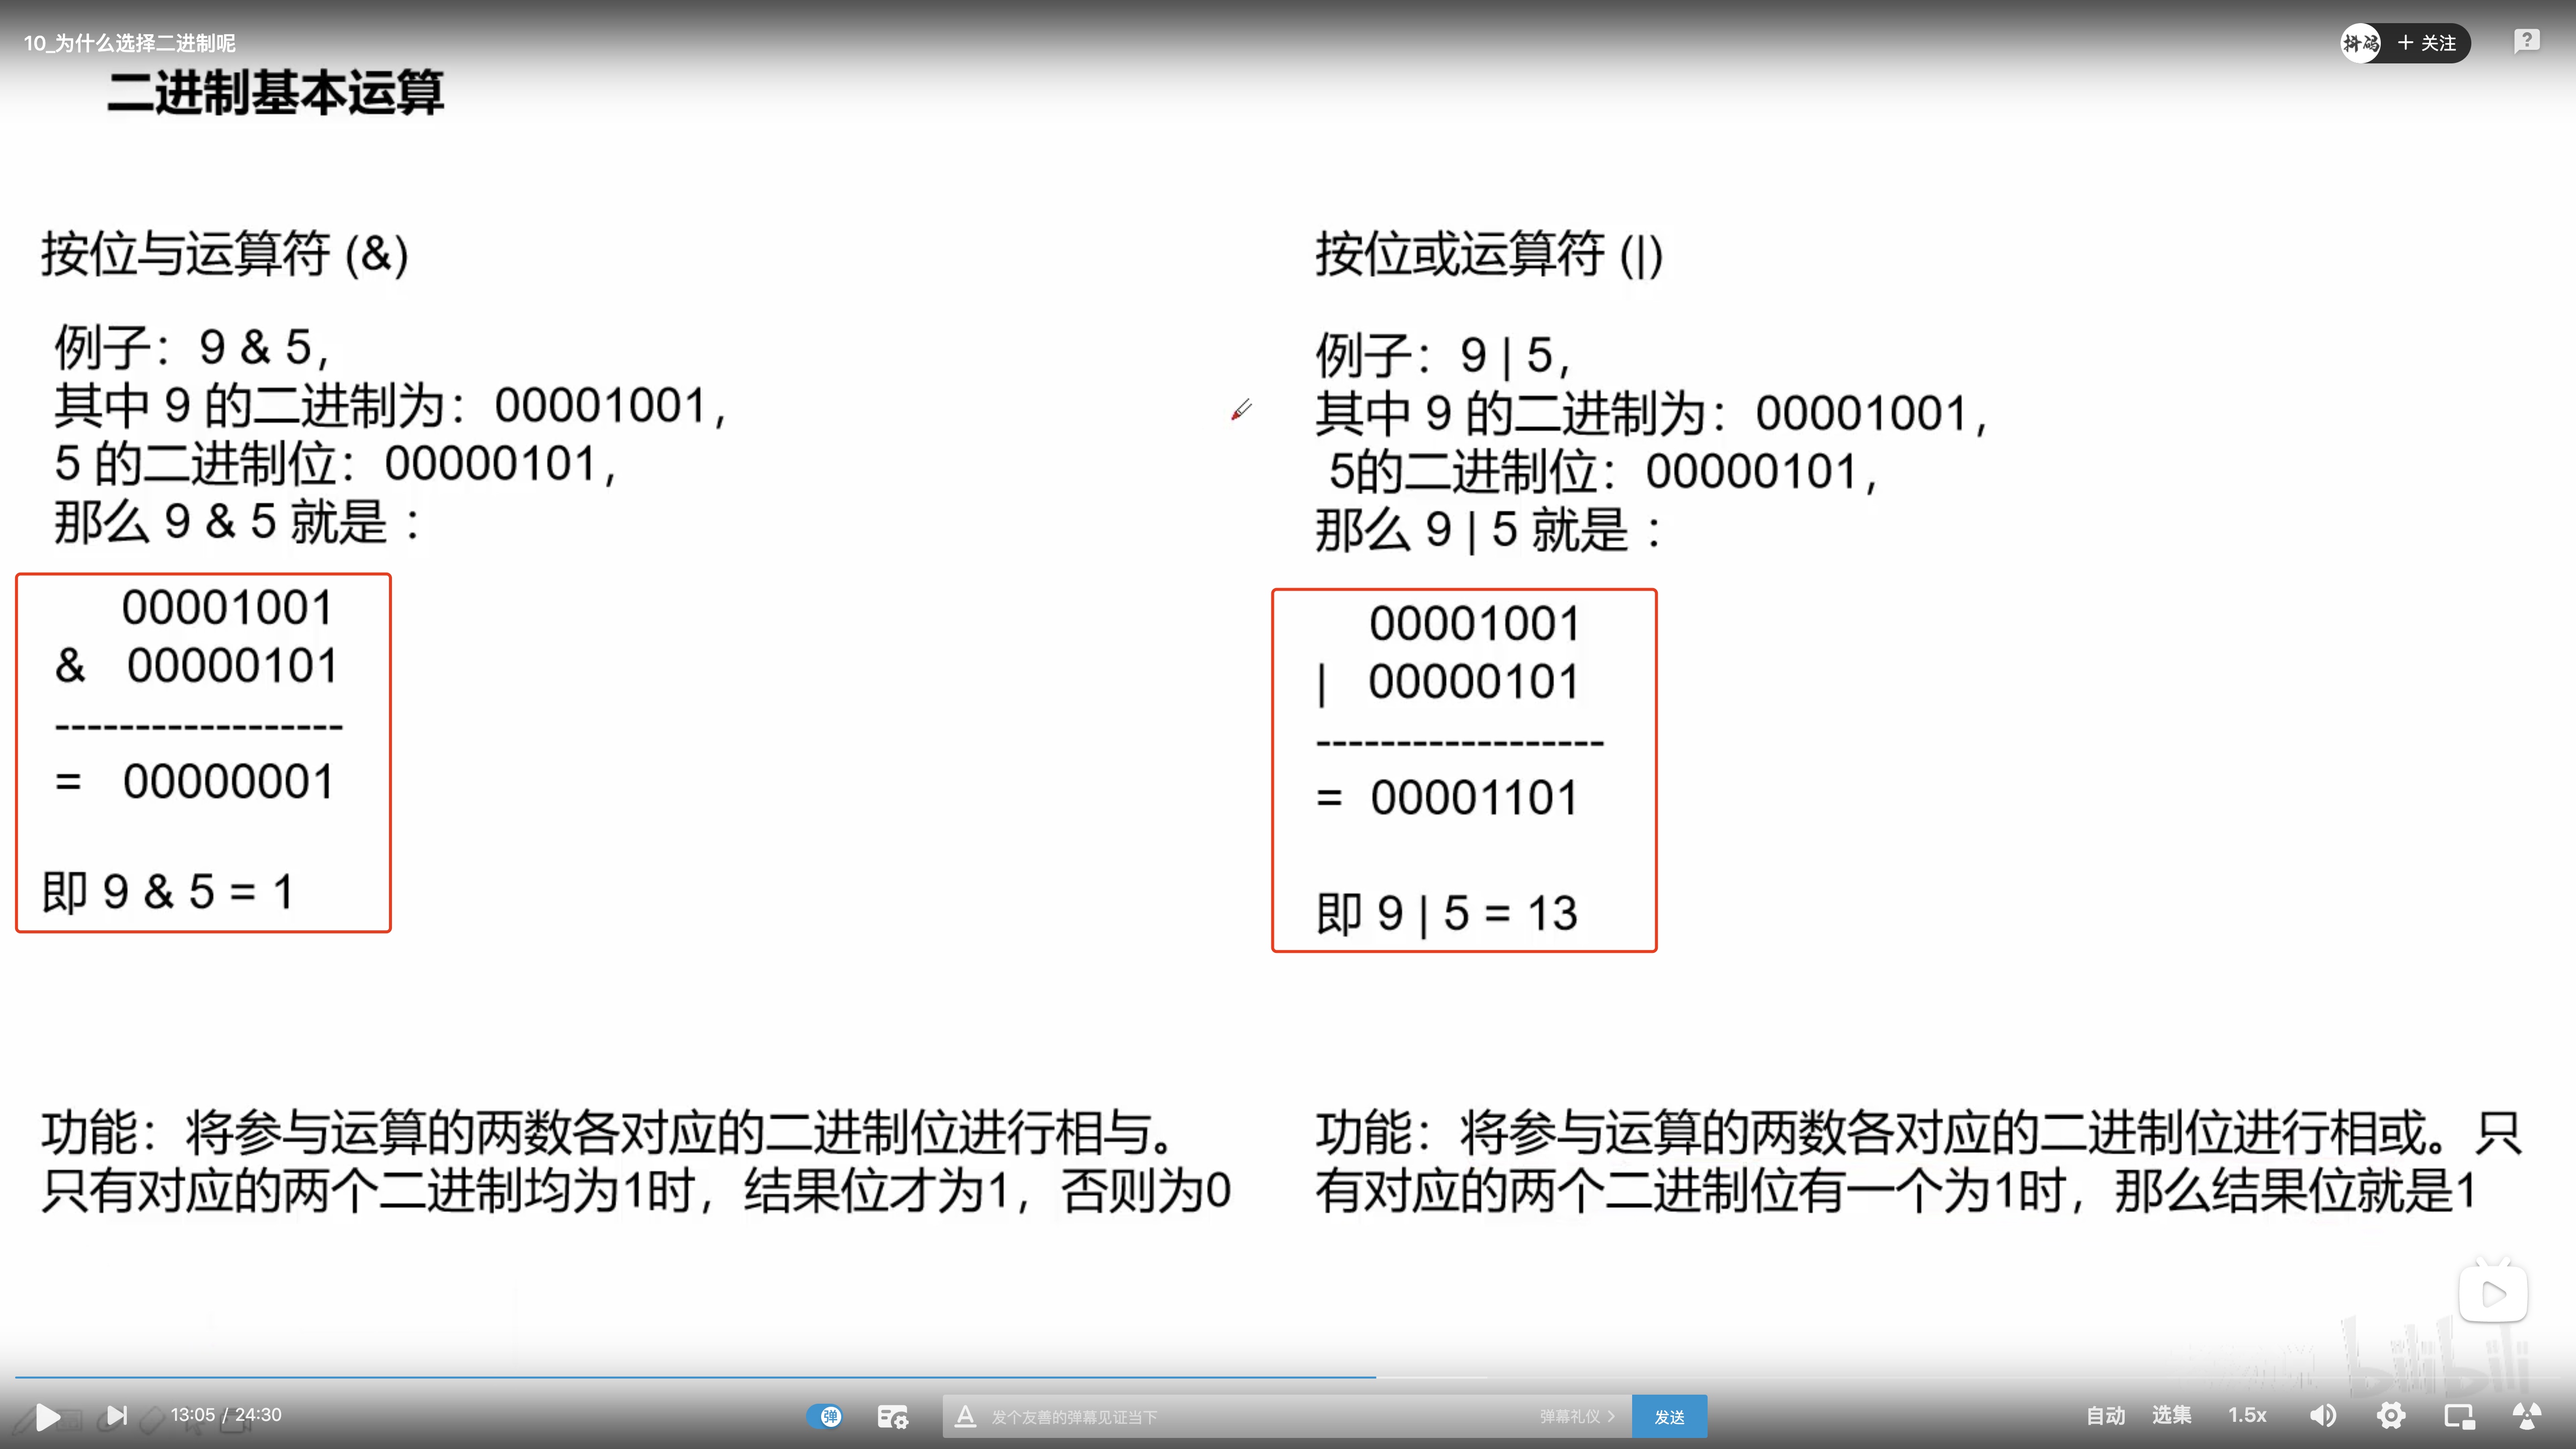 10_为什么选择二进制呢
抖码 + 关注
二进制基本运算
按位与运算符 (&)
例子：9 & 5，
其中 9 的二进制为：00001001，
5 的二进制位：00000101，
那么 9 & 5 就是 ：
00001001
& 00000101
------------------
= 00000001
即 9 & 5 = 1
功能：将参与运算的两数各对应的二进制位进行相与。
只有对应的两个二进制均为1时，结果位才为1，否则为0
按位或运算符 (|)
例子：9 | 5，
其中 9 的二进制为：00001001，
5的二进制位：00000101，
那么 9 | 5 就是 ：
00001001
| 00000101
------------------
= 00001101
即 9 | 5 = 13
功能：将参与运算的两数各对应的二进制位进行相或。只
有对应的两个二进制位有一个为1时，那么结果位就是1
bilibili
13:05 / 24:30
弹
A 发个友善的弹幕见证当下
弹幕礼仪 >
发送
自动 选集 1.5x